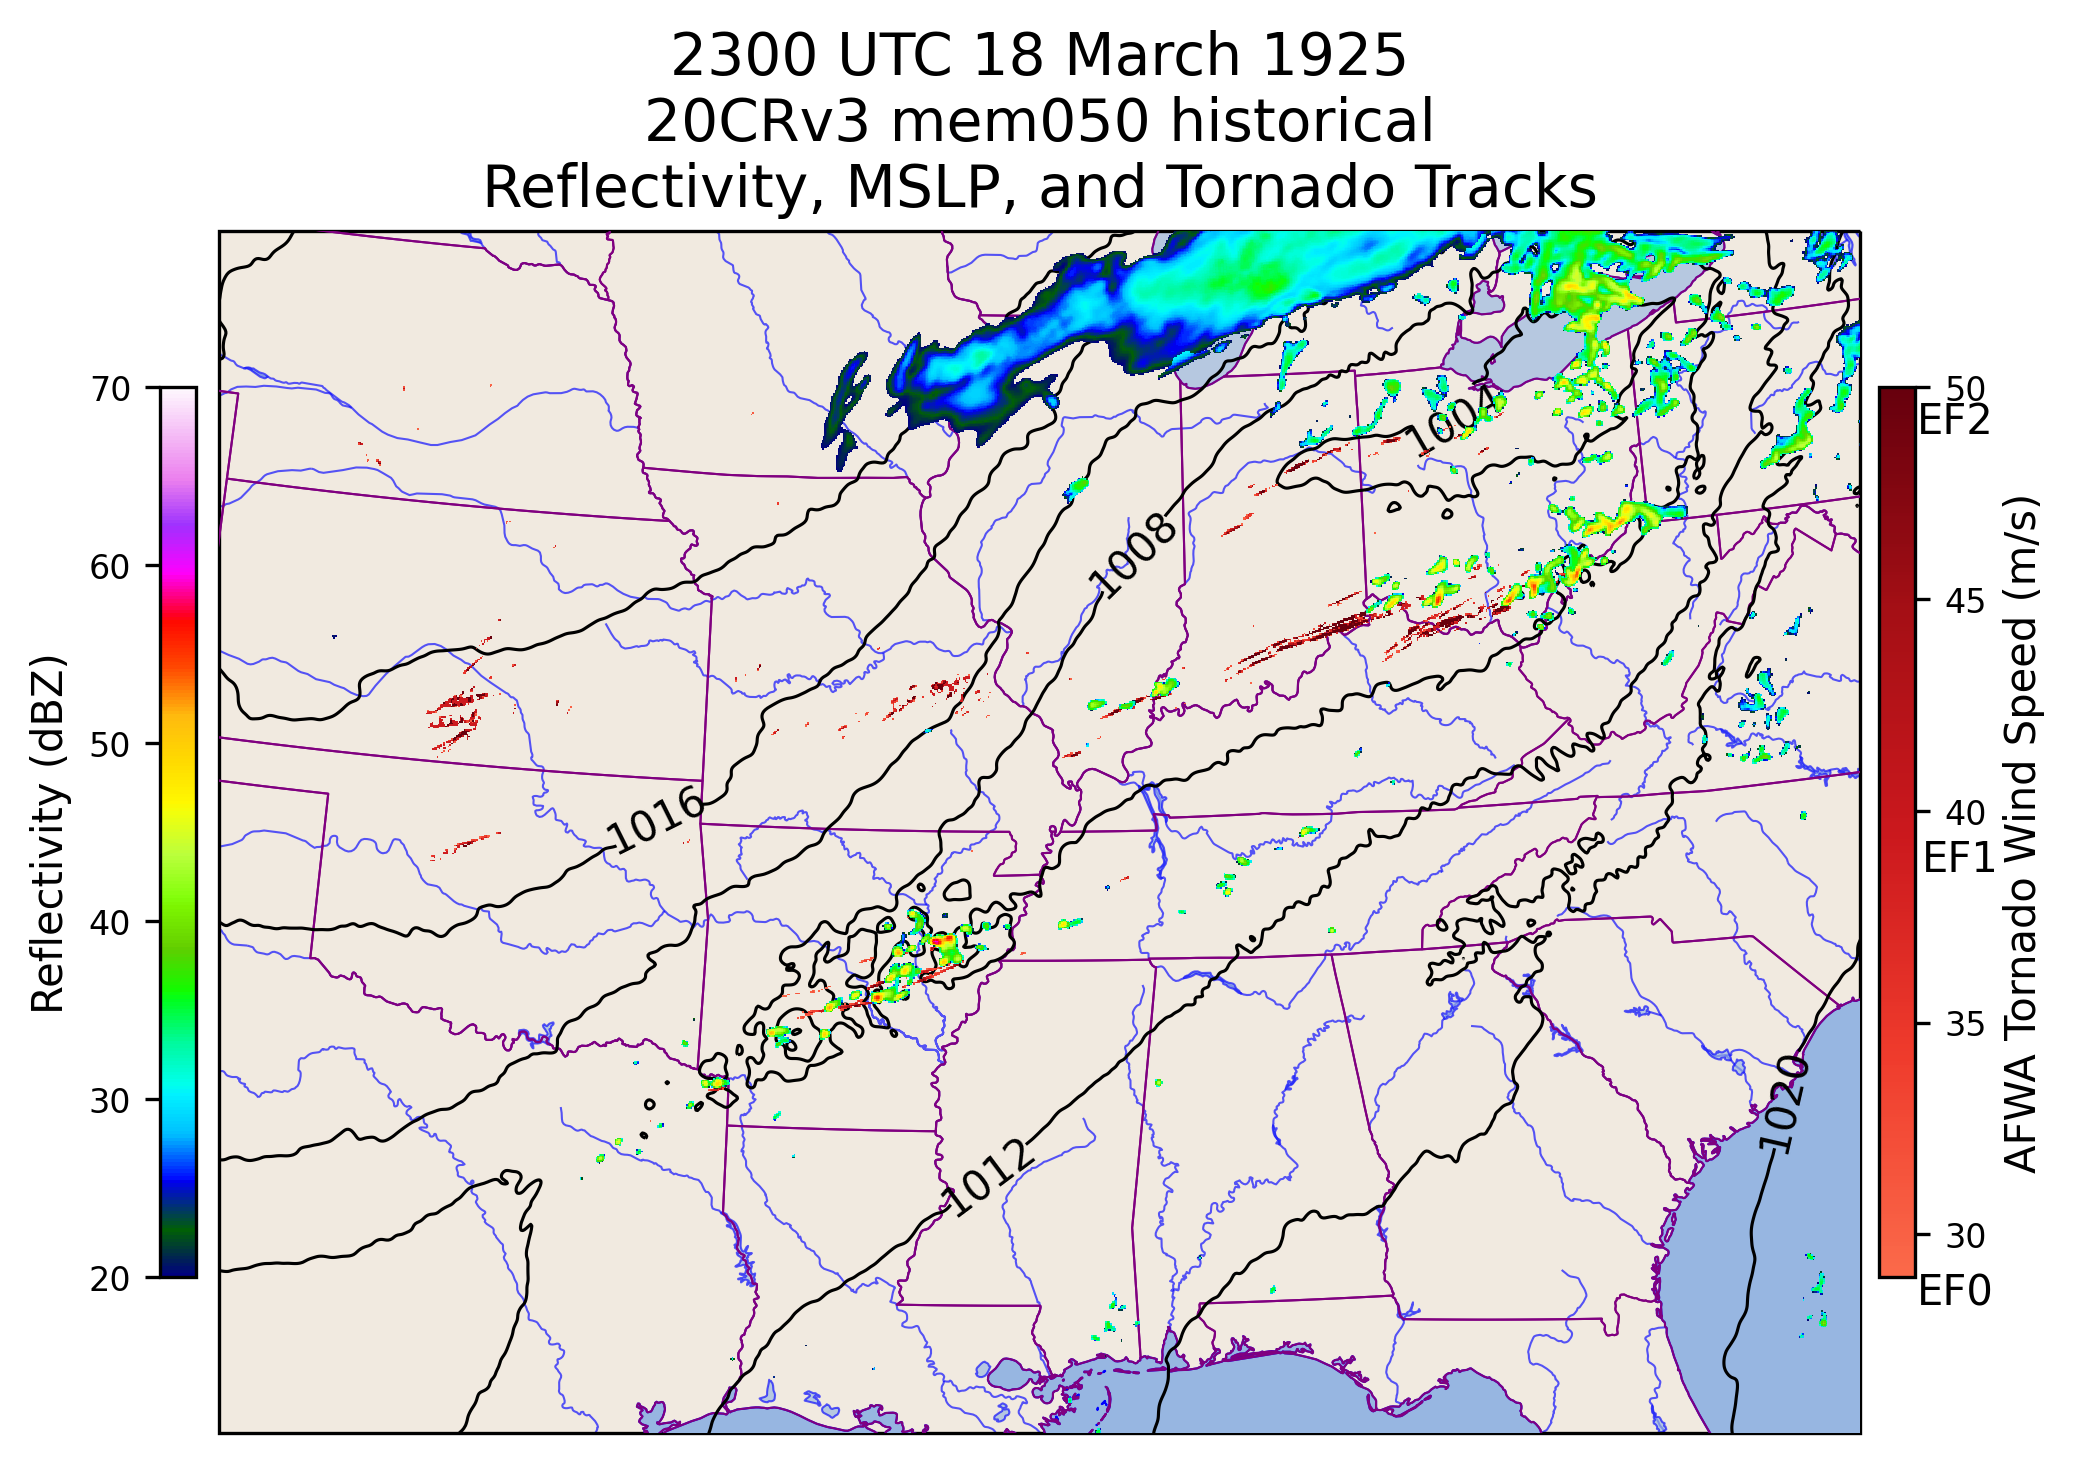 2300 UTC 18 March 1925
20CRv3 mem050 historical
Reflectivity, MSLP, and Tornado Tracks
70
60
50
40
30
20
Reflectivity (dBZ)
1004
1008
1016
1012
1020
50
EF2
45
40
EF1
35
30
EF0
AFWA Tornado Wind Speed (m/s)